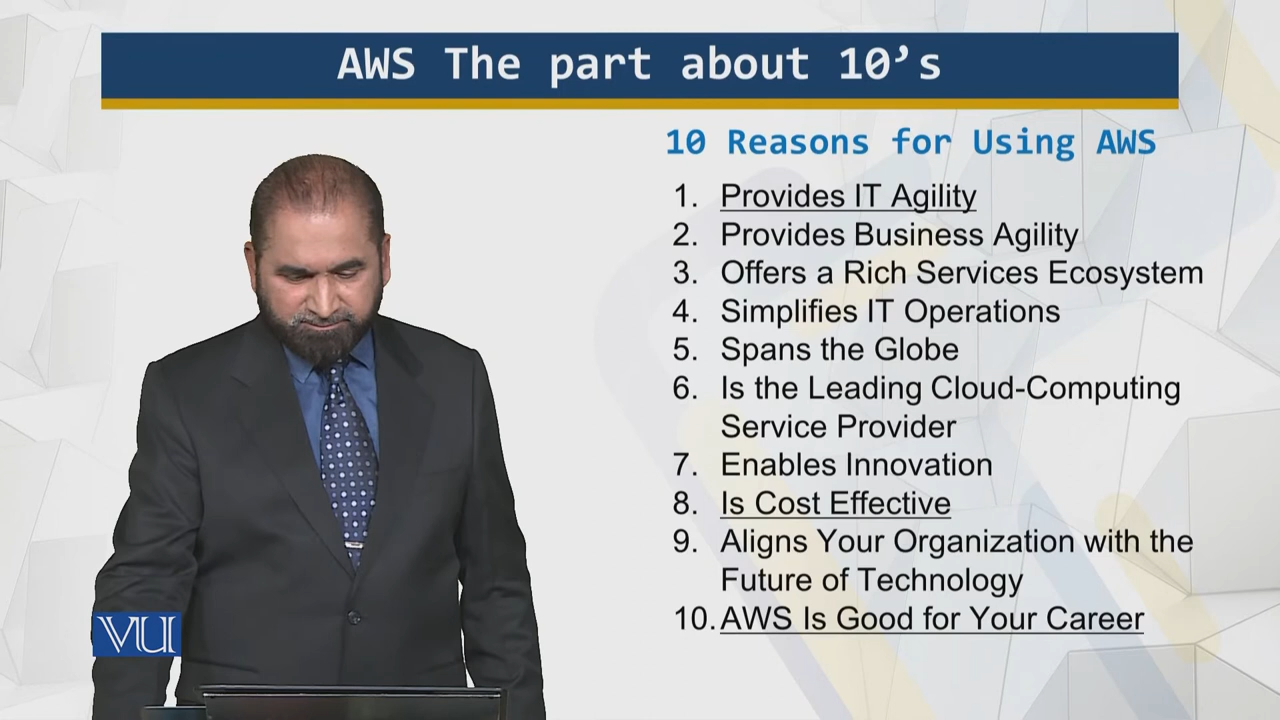 AWS The part about 10’s
10 Reasons for Using AWS
1. Provides IT Agility
2. Provides Business Agility
3. Offers a Rich Services Ecosystem
4. Simplifies IT Operations
5. Spans the Globe
6. Is the Leading Cloud-Computing
Service Provider
7. Enables Innovation
8. Is Cost Effective
9. Aligns Your Organization with the
Future of Technology
10. AWS Is Good for Your Career
VU